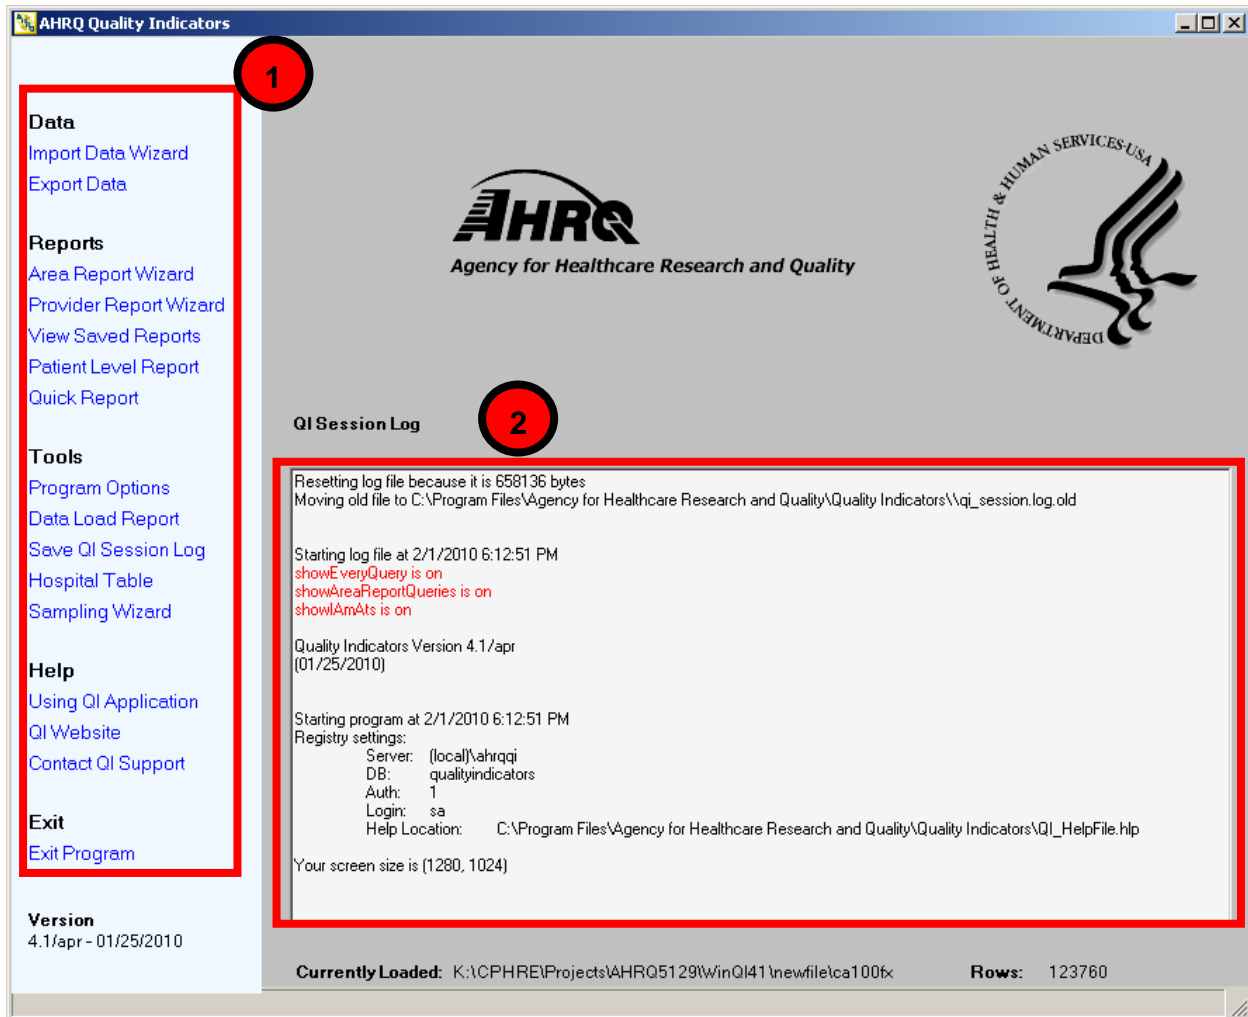 AHRQ Quality Indicators
1
Data
Import Data Wizard
Export Data
Reports
Area Report Wizard
Provider Report Wizard
View Saved Reports
Patient Level Report
Quick Report
Tools
Program Options
Data Load Report
Save QI Session Log
Hospital Table
Sampling Wizard
Help
Using QI Application
QI Website
Contact QI Support
Exit
Exit Program
Version
4.1/apr - 01/25/2010
AHRQ
Agency for Healthcare Research and Quality
DEPARTMENT OF HEALTH & HUMAN SERVICES·USA
QI Session Log
2
Resetting log file because it is 658136 bytes
Moving old file to C:\Program Files\Agency for Healthcare Research and Quality\Quality Indicators\\qi_session.log.old
Starting log file at 2/1/2010 6:12:51 PM
showEveryQuery is on
showAreaReportQueries is on
showIAmAts is on
Quality Indicators Version 4.1/apr
(01/25/2010)
Starting program at 2/1/2010 6:12:51 PM
Registry settings:
Server: (local)\ahrqqi
DB: qualityindicators
Auth: 1
Login: sa
Help Location: C:\Program Files\Agency for Healthcare Research and Quality\Quality Indicators\QI_HelpFile.hlp
Your screen size is (1280, 1024)
Currently Loaded: K:\CPHRE\Projects\AHRQ5129\WinQI41\newfile\ca100fx Rows: 123760